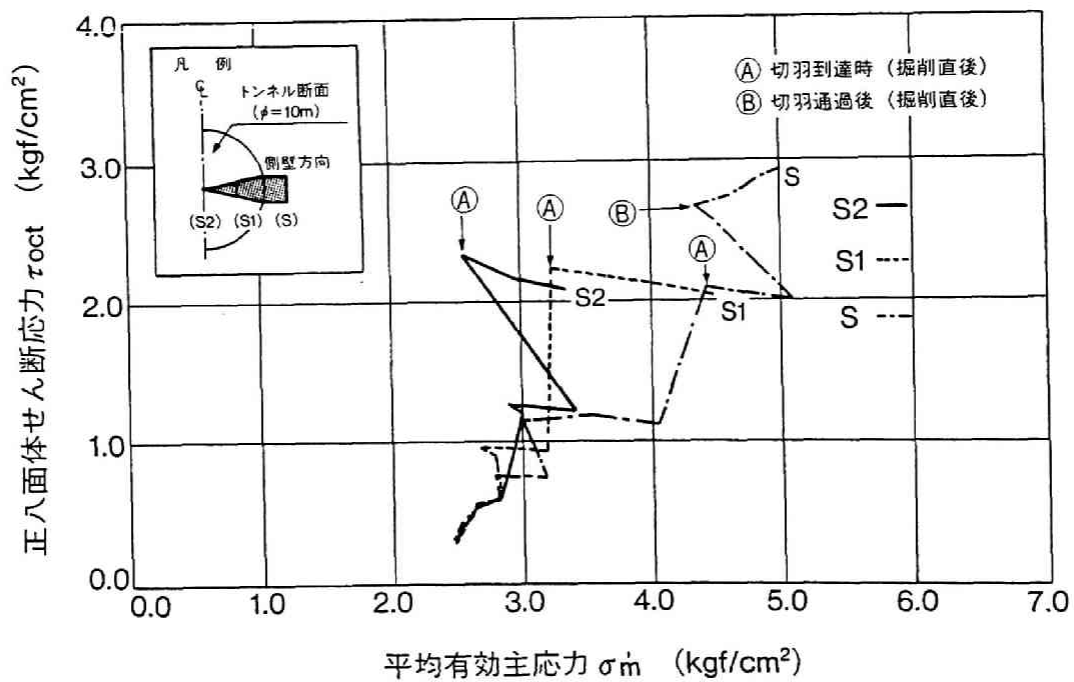 4.0
3.0
2.0
1.0
0.0
0.0 1.0 2.0 3.0 4.0 5.0 6.0 7.0
正八面体せん断応力 τoct (kgf/cm²)
平均有効主応力 σḿ (kgf/cm²)
凡 例
℄
トンネル断面
(φ=10m)
側壁方向
(S2) (S1) (S)
Ⓐ 切羽到達時 (掘削直後)
Ⓑ 切羽通過後 (掘削直後)
Ⓐ
Ⓐ
Ⓑ
Ⓐ
S
S2
S1
S2
S1
S